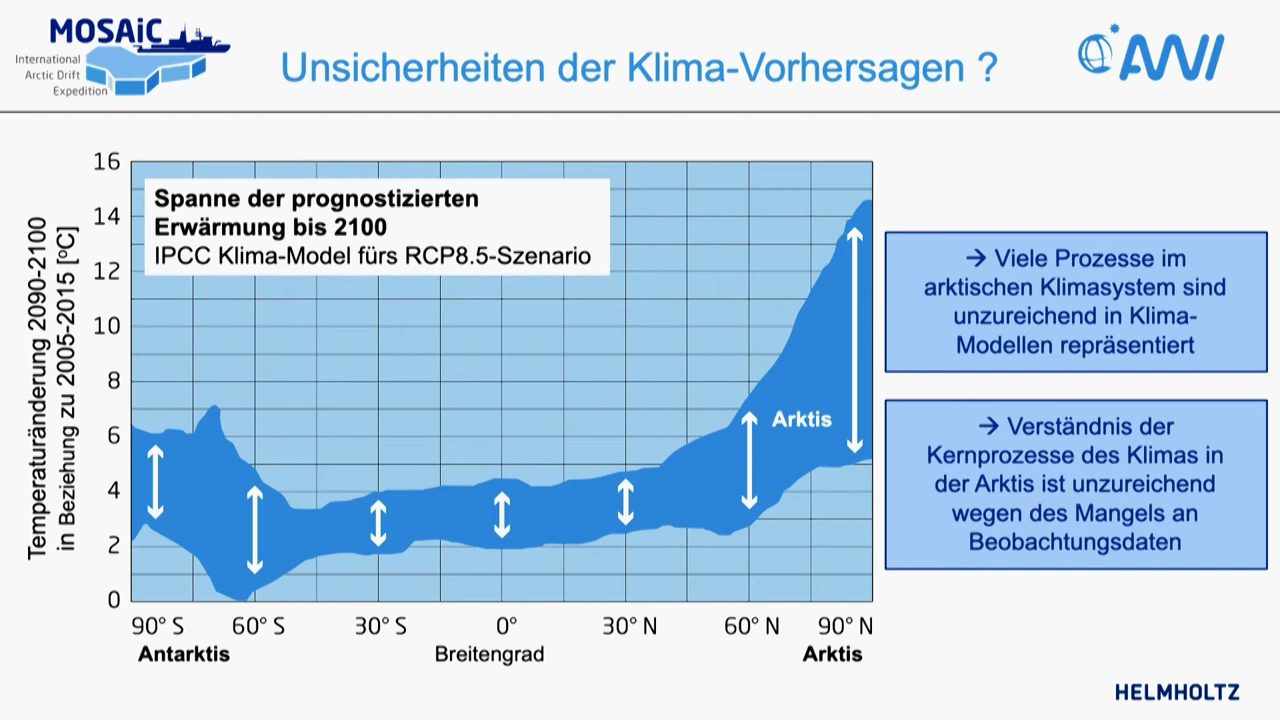 MOSAiC
International
Arctic Drift
Expedition
Unsicherheiten der Klima-Vorhersagen ?
AWI
Temperaturänderung 2090-2100
in Beziehung zu 2005-2015 [ºC]
16
14
12
10
8
6
4
2
0
Spanne der prognostizierten
Erwärmung bis 2100
IPCC Klima-Model fürs RCP8.5-Szenario
Arktis
90° S
60° S
30° S
0°
30° N
60° N
90° N
Antarktis
Breitengrad
Arktis
→ Viele Prozesse im
arktischen Klimasystem sind
unzureichend in Klima-
Modellen repräsentiert
→ Verständnis der
Kernprozesse des Klimas in
der Arktis ist unzureichend
wegen des Mangels an
Beobachtungsdaten
HELMHOLTZ